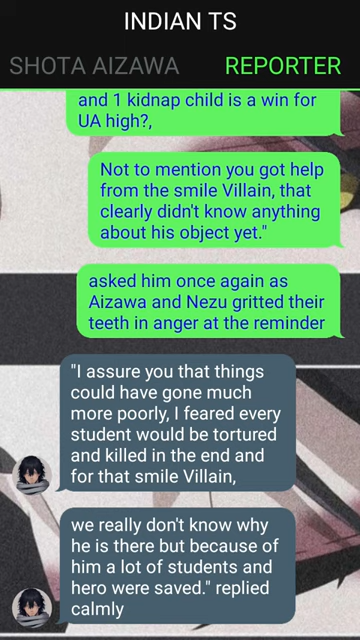 INDIAN TS
SHOTA AIZAWA REPORTER
and 1 kidnap child is a win for
UA high?,
Not to mention you got help
from the smile Villain, that
clearly didn't know anything
about his object yet."
asked him once again as
Aizawa and Nezu gritted their
teeth in anger at the reminder
"I assure you that things
could have gone much
more poorly, I feared every
student would be tortured
and killed in the end and
for that smile Villain,
we really don't know why
he is there but because of
him a lot of students and
hero were saved." replied
calmly